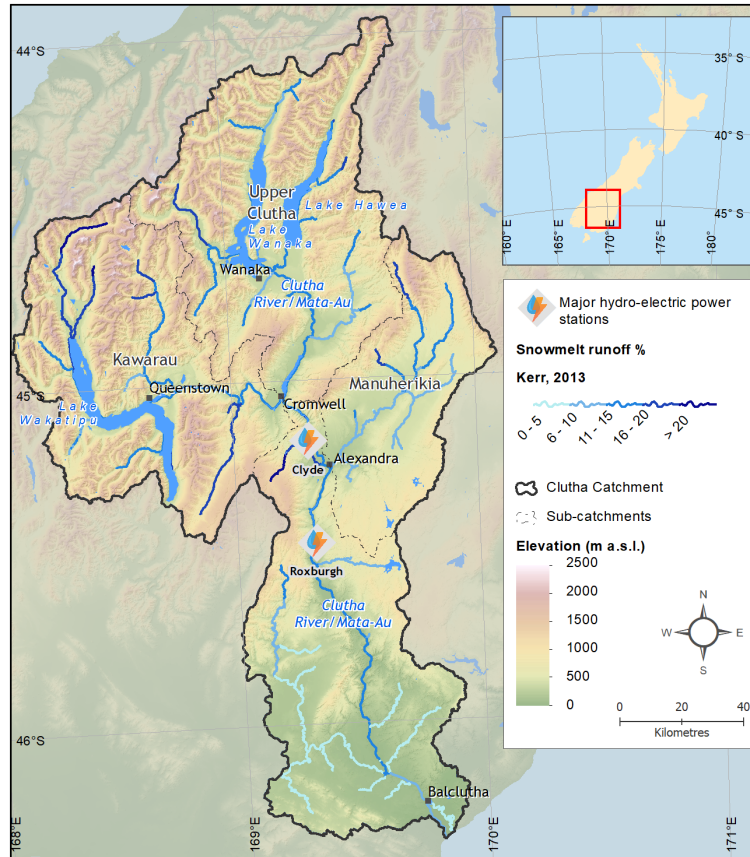 44°S
45°S
46°S
168°E
169°E
170°E
171°E
Upper
Clutha
Lake Hawea
Lake
Wanaka
Wanaka
Clutha
River/Mata-Au
Kawarau
Queenstown
Lake
Wakatipu
Manuherikia
Cromwell
Clyde
Alexandra
Roxburgh
Clutha
River/Mata-Au
Balclutha
35° S
40° S
45° S
160° E
165° E
170° E
175° E
180° E
Major hydro-electric power
stations
Snowmelt runoff %
Kerr, 2013
0 - 5
6 - 10
11 - 15
16 - 20
> 20
Clutha Catchment
Sub-catchments
Elevation (m a.s.l.)
2500
2000
1500
1000
500
0
N
W
E
S
0 20 40
Kilometres